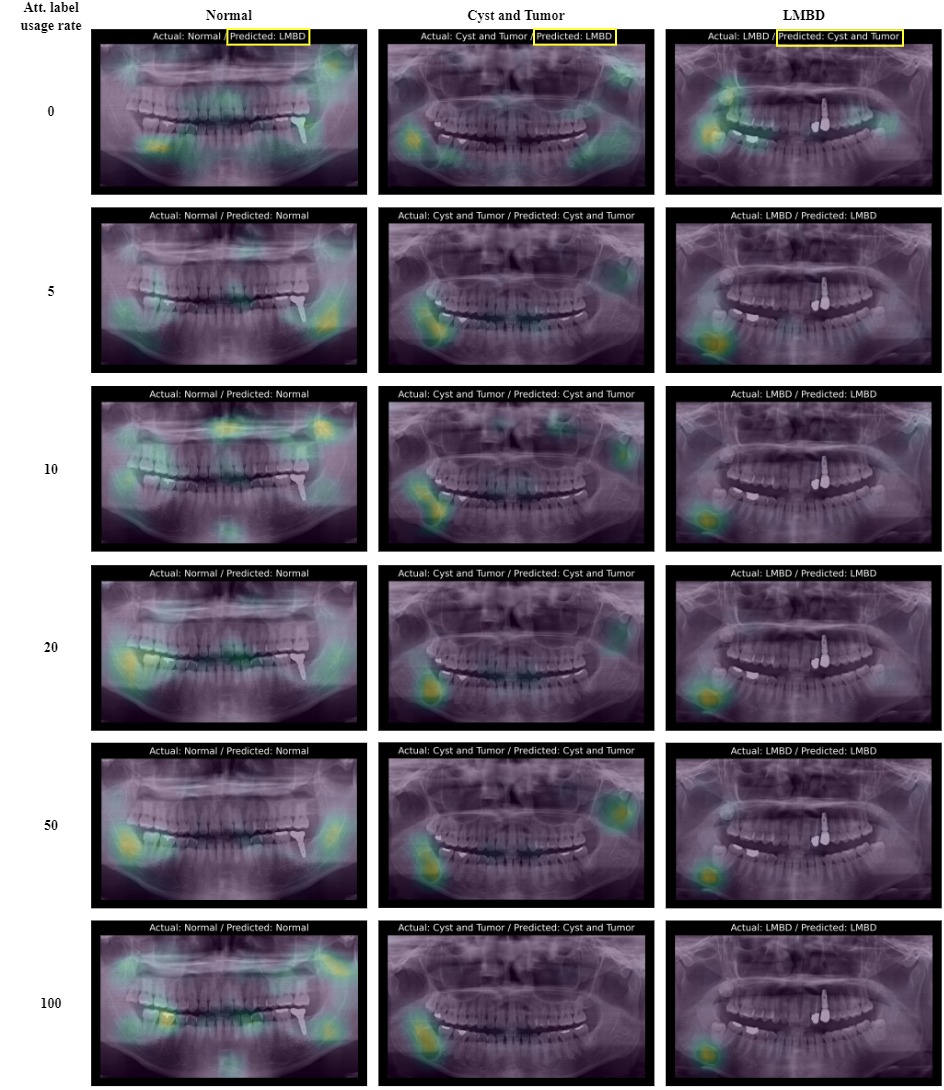 Att. label
usage rate
Normal
Cyst and Tumor
LMBD
0
Actual: Normal / Predicted: LMBD
Actual: Cyst and Tumor / Predicted: LMBD
Actual: LMBD / Predicted: Cyst and Tumor
5
Actual: Normal / Predicted: Normal
Actual: Cyst and Tumor / Predicted: Cyst and Tumor
Actual: LMBD / Predicted: LMBD
10
Actual: Normal / Predicted: Normal
Actual: Cyst and Tumor / Predicted: Cyst and Tumor
Actual: LMBD / Predicted: LMBD
20
Actual: Normal / Predicted: Normal
Actual: Cyst and Tumor / Predicted: Cyst and Tumor
Actual: LMBD / Predicted: LMBD
50
Actual: Normal / Predicted: Normal
Actual: Cyst and Tumor / Predicted: Cyst and Tumor
Actual: LMBD / Predicted: LMBD
100
Actual: Normal / Predicted: Normal
Actual: Cyst and Tumor / Predicted: Cyst and Tumor
Actual: LMBD / Predicted: LMBD